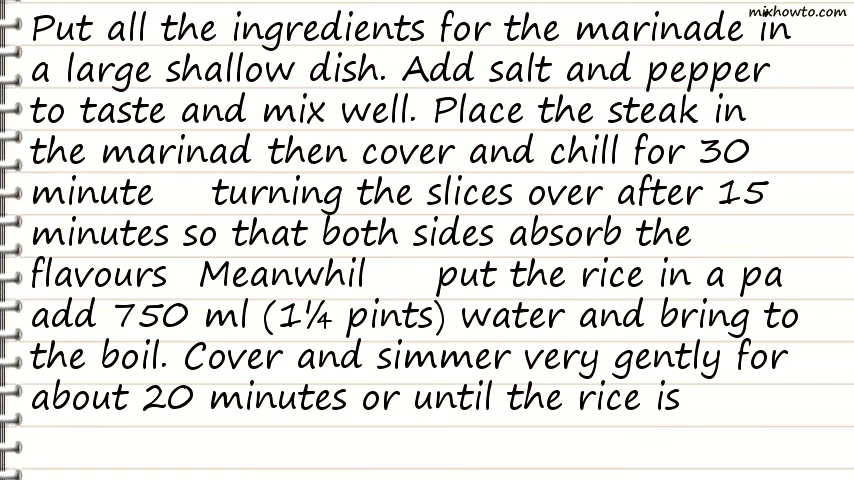 mixhowto.com
Put all the ingredients for the marinade in
a large shallow dish. Add salt and pepper
to taste and mix well. Place the steak in
the marinad then cover and chill for 30
minute turning the slices over after 15
minutes so that both sides absorb the
flavours Meanwhil put the rice in a pa
add 750 ml (1¼ pints) water and bring to
the boil. Cover and simmer very gently for
about 20 minutes or until the rice is